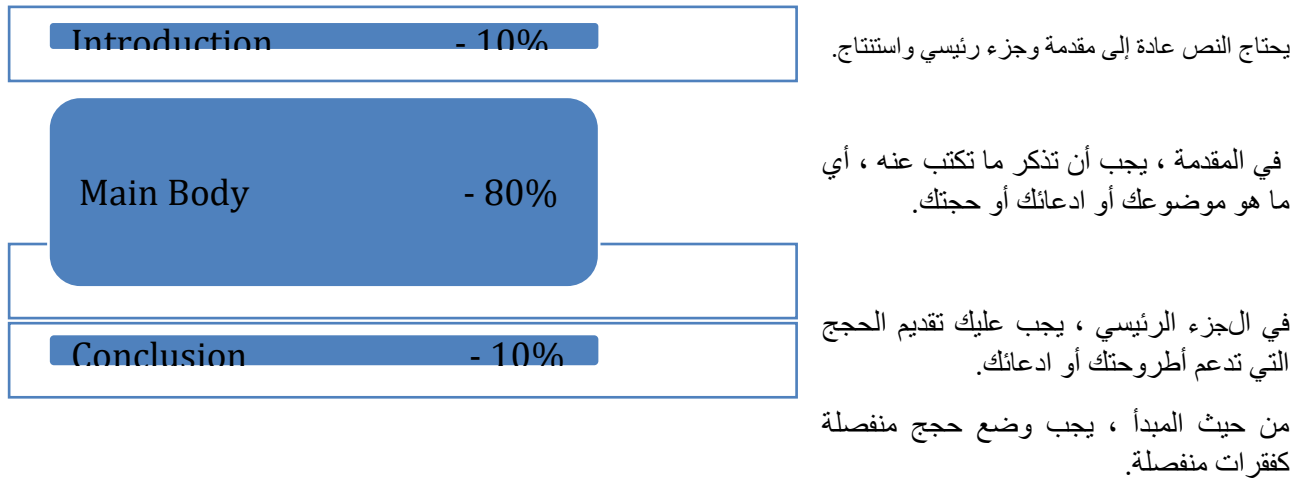 Introduction - 10%
Main Body - 80%
Conclusion - 10%
يحتاج النص عادة إلى مقدمة وجزء رئيسي واستنتاج.
في المقدمة ، يجب أن تذكر ما تكتب عنه ، أي
ما هو موضوعك أو ادعائك أو حجتك.
في الجزء الرئيسي ، يجب عليك تقديم الحجج
التي تدعم أطروحتك أو ادعائك.
من حيث المبدأ ، يجب وضع حجج منفصلة
كفقرات منفصلة.